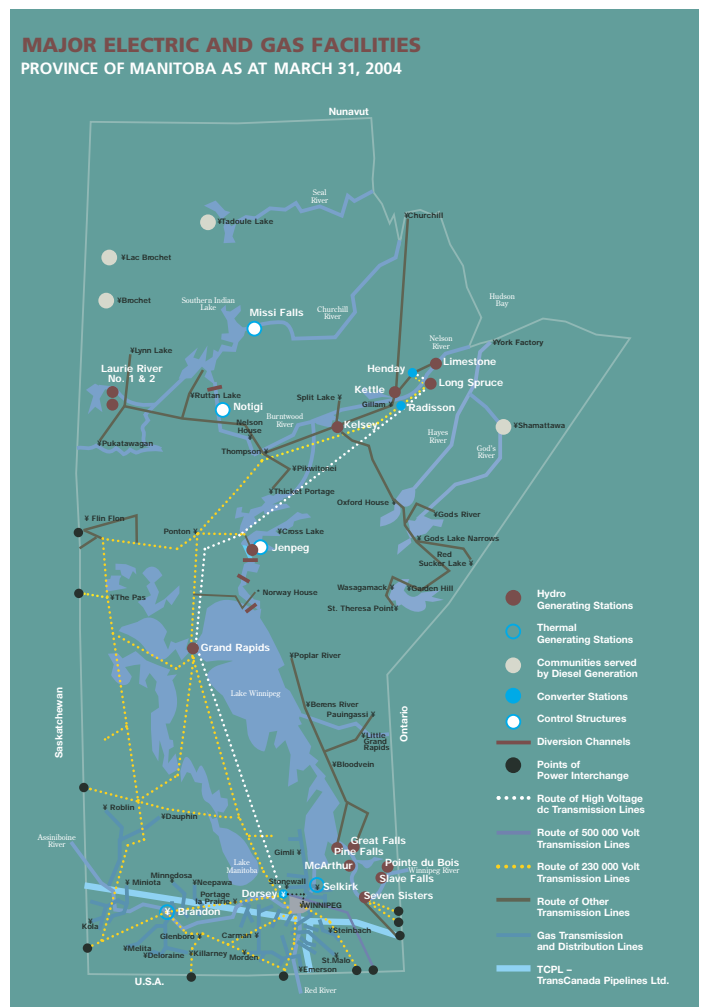 MAJOR ELECTRIC AND GAS FACILITIES
PROVINCE OF MANITOBA AS AT MARCH 31, 2004
Nunavut
Seal
River
¥Tadoule Lake
¥Churchill
¥Lac Brochet
¥Brochet
Southern Indian
Lake
Missi Falls
Churchill
River
Hudson
Bay
Nelson
River
¥York Factory
¥Lynn Lake
Laurie River
No. 1 & 2
Henday
Limestone
Long Spruce
Kettle
¥Ruttan Lake
Notigi
Split Lake ¥
Gillam ¥
Radisson
Nelson
House
¥
Burntwood
River
Kelsey
¥Shamattawa
Hayes
River
God's
River
¥Pukatawagan
Thompson ¥
¥Pikwitonei
¥Thicket Portage
Oxford House ¥
¥Gods River
¥ Flin Flon
Ponton ¥
¥Cross Lake
Jenpeg
¥ Gods Lake Narrows
Red
Sucker Lake ¥
Wasagamack ¥
¥Garden Hill
St. Theresa Point¥
¥The Pas
* Norway House
Grand Rapids
¥Poplar River
Lake Winnipeg
¥Berens River
Pauingassi ¥
¥Little
Grand
Rapids
¥Bloodvein
Saskatchewan
Ontario
¥ Roblin
¥Dauphin
Assiniboine
River
Gimli ¥
Great Falls
Pine Falls
McArthur
Pointe du Bois
Winnipeg River
Slave Falls
Seven Sisters
Lake
Manitoba
Minnedosa
¥
¥ Miniota
¥Neepawa
Portage
la Prairie ¥
Stonewall
¥
Dorsey ¥
¥ Selkirk
¥WINNIPEG
¥ Brandon
¥
Kola
Glenboro ¥
Carman ¥
¥Steinbach
¥Melita
¥Deloraine
¥Killarney
¥
Morden
¥
St.Malo
¥Emerson
U.S.A.
Red River
Hydro
Generating Stations
Thermal
Generating Stations
Communities served
by Diesel Generation
Converter Stations
Control Structures
Diversion Channels
Points of
Power Interchange
Route of High Voltage
dc Transmission Lines
Route of 500 000 Volt
Transmission Lines
Route of 230 000 Volt
Transmission Lines
Route of Other
Transmission Lines
Gas Transmission
and Distribution Lines
TCPL –
TransCanada Pipelines Ltd.